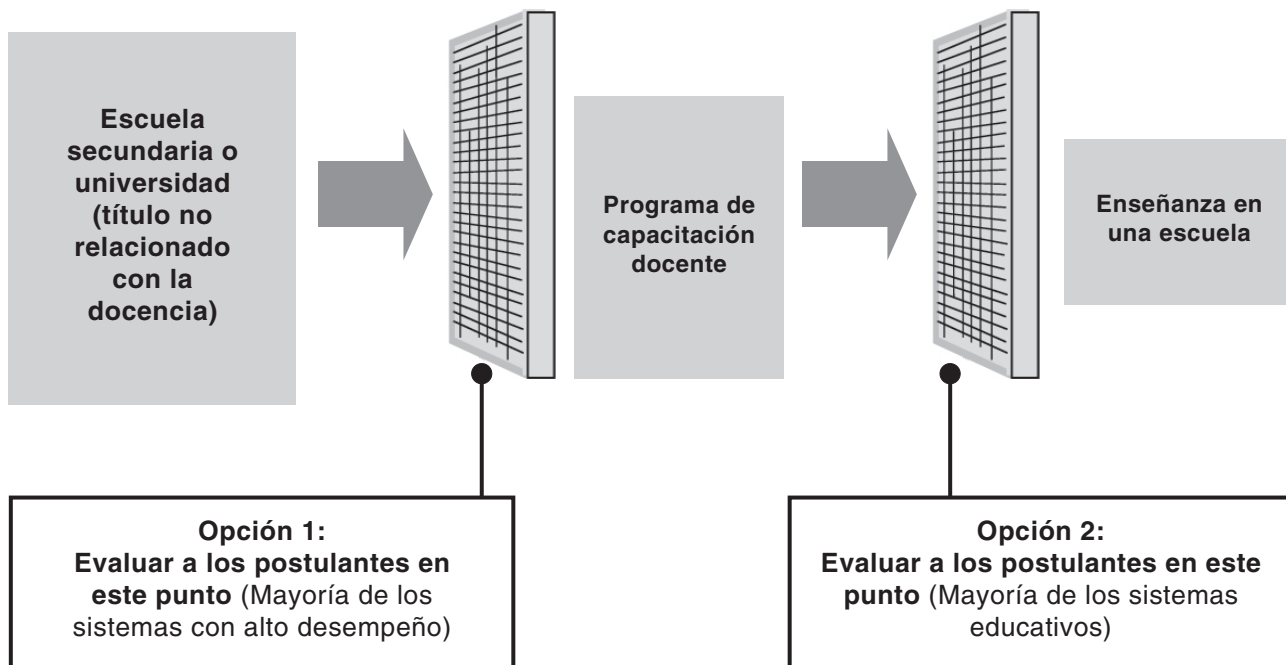 Escuela
secundaria o
universidad
(título no
relacionado
con la
docencia)
Programa de
capacitación
docente
Enseñanza en
una escuela
Opción 1:
Evaluar a los postulantes en
este punto (Mayoría de los
sistemas con alto desempeño)
Opción 2:
Evaluar a los postulantes en este
punto (Mayoría de los sistemas
educativos)